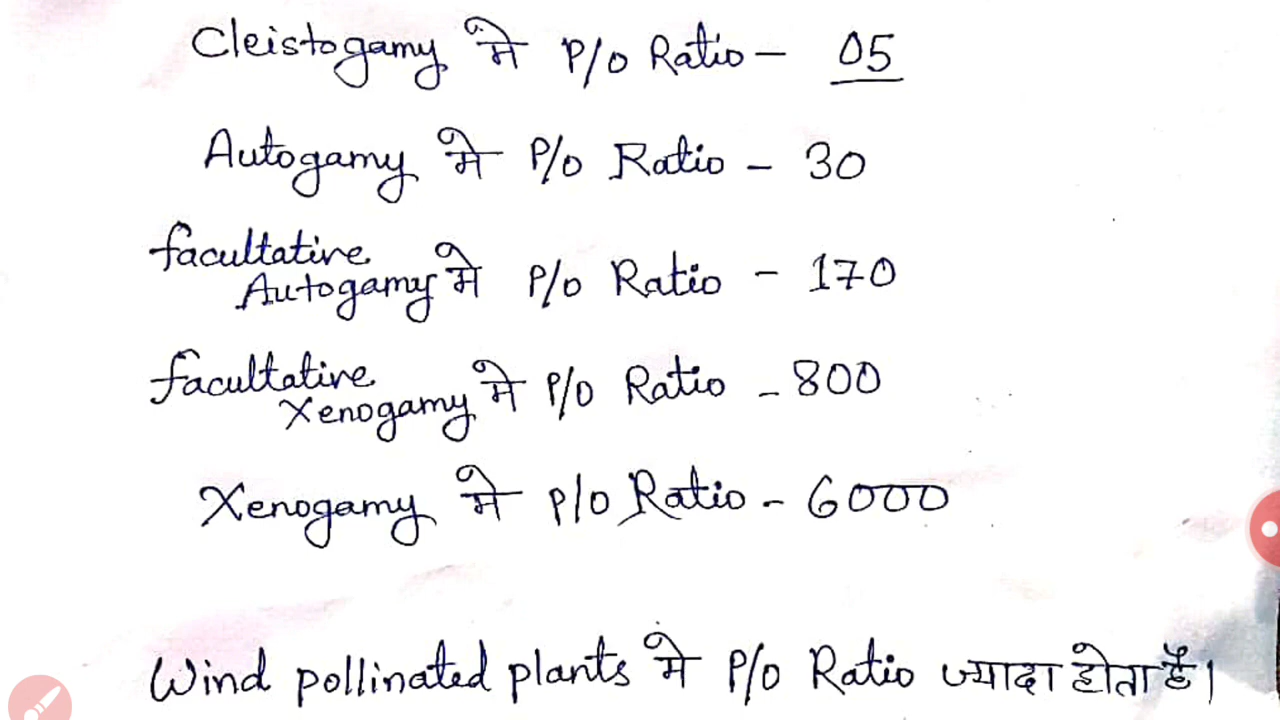 Cleistogamy मे P/O Ratio - 05
Autogamy मे P/O Ratio - 30
facultative
Autogamy मे P/O Ratio - 170
facultative
Xenogamy मे P/O Ratio - 800
Xenogamy मे P/O Ratio - 6000
Wind pollinated plants मे P/O Ratio ज्यादा होता है।